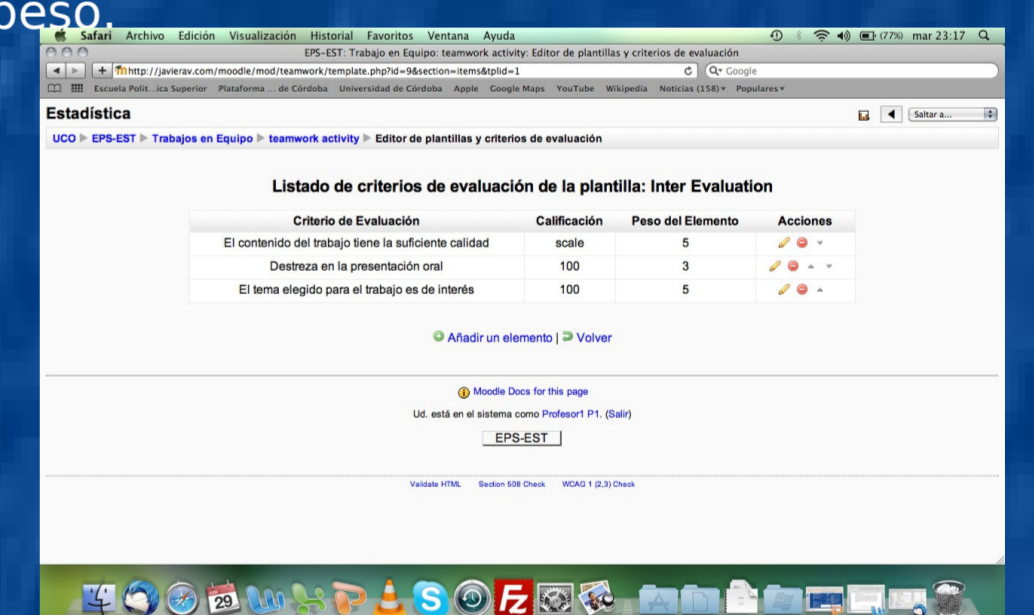 peso.
Safari Archivo Edición Visualización Historial Favoritos Ventana Ayuda (77%) mar 23:17
EPS-EST: Trabajo en Equipo: teamwork activity: Editor de plantillas y criterios de evaluación
http://javierav.com/moodle/mod/teamwork/template.php?id=9&section=items&tplid=1 Google
Escuela Polit...ica Superior Plataforma ... de Córdoba Universidad de Córdoba Apple Google Maps YouTube Wikipedia Noticias (158) Populares
Estadística Saltar a...
UCO EPS-EST Trabajos en Equipo teamwork activity Editor de plantillas y criterios de evaluación
Listado de criterios de evaluación de la plantilla: Inter Evaluation
Criterio de Evaluación Calificación Peso del Elemento Acciones
El contenido del trabajo tiene la suficiente calidad scale 5
Destreza en la presentación oral 100 3
El tema elegido para el trabajo es de interés 100 5
Añadir un elemento | Volver
Moodle Docs for this page
Ud. está en el sistema como Profesor1 P1. (Salir)
EPS-EST
Validate HTML Section 508 Check WCAG 1 (2,3) Check
29